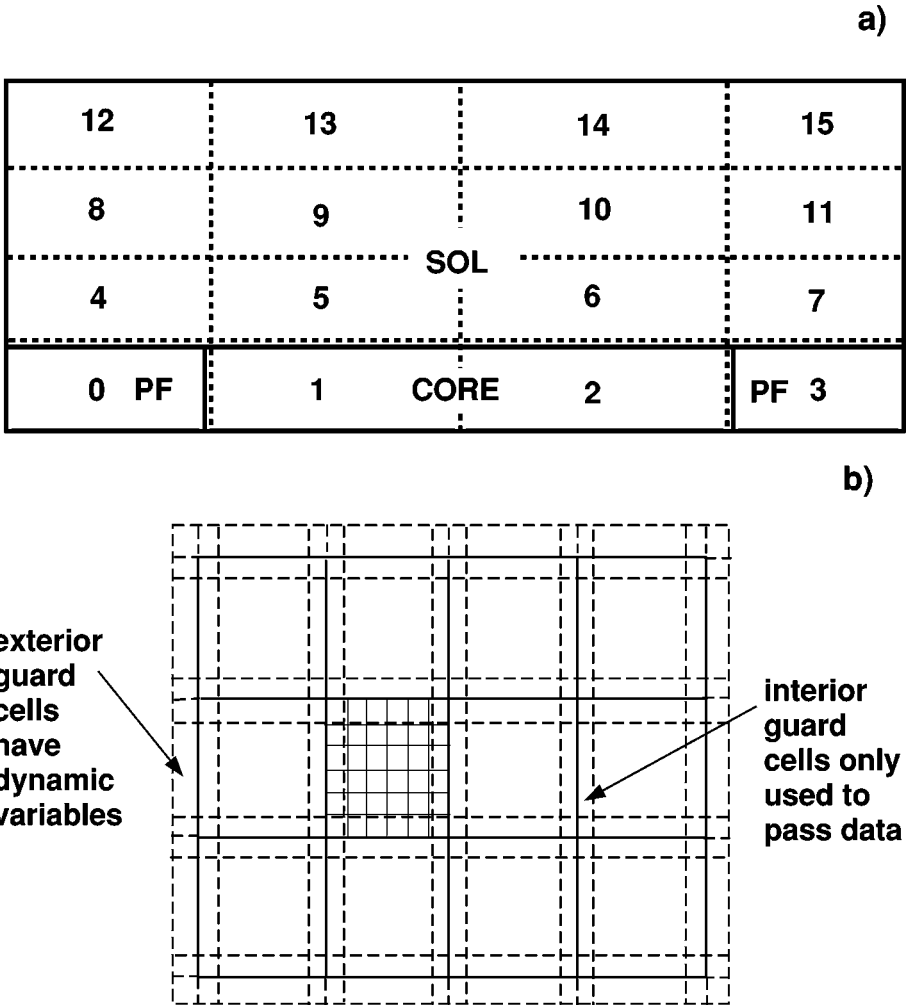 a)
12 13 14 15
8 9 10 11
SOL
4 5 6 7
0 PF 1 CORE 2 PF 3
b)
exterior
guard
cells
have
dynamic
variables
interior
guard
cells only
used to
pass data